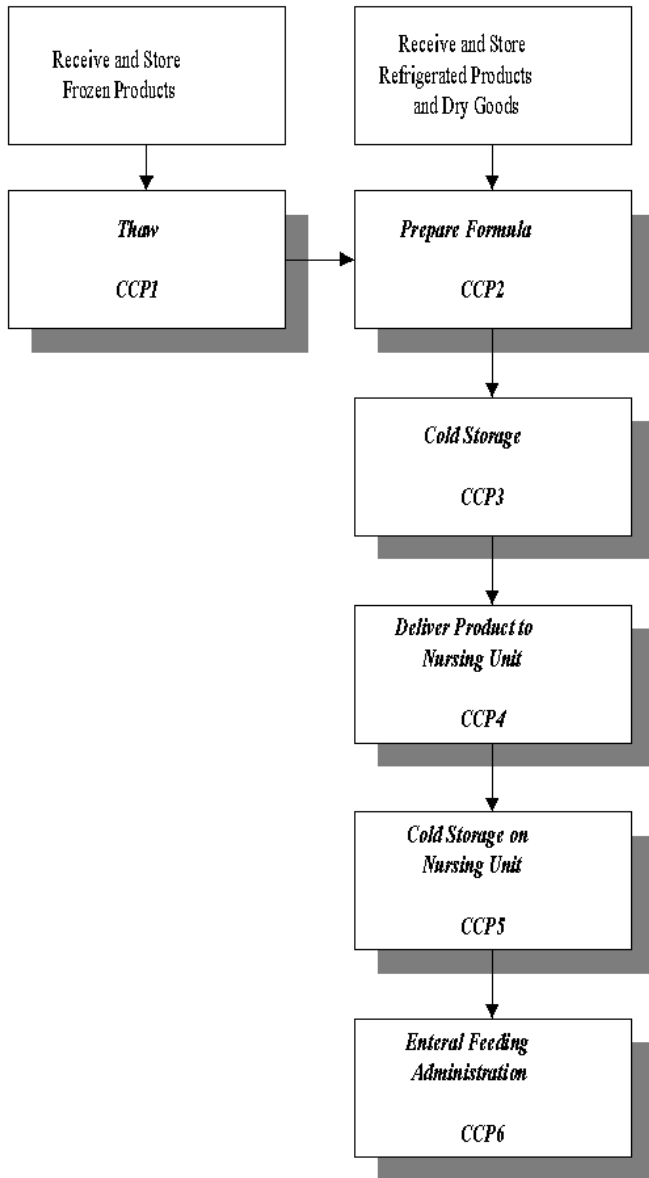 Receive and Store
Frozen Products
Receive and Store
Refrigerated Products
and Dry Goods
Thaw
CCP1
Prepare Formula
CCP2
Cold Storage
CCP3
Deliver Product to
Nursing Unit
CCP4
Cold Storage on
Nursing Unit
CCP5
Enteral Feeding
Administration
CCP6